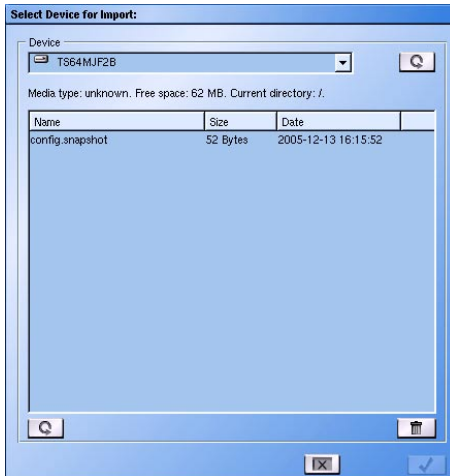 Select Device for Import:
Device
TS64MJF2B
Media type: unknown. Free space: 62 MB. Current directory: /.
Name Size Date
config.snapshot 52 Bytes 2005-12-13 16:15:52